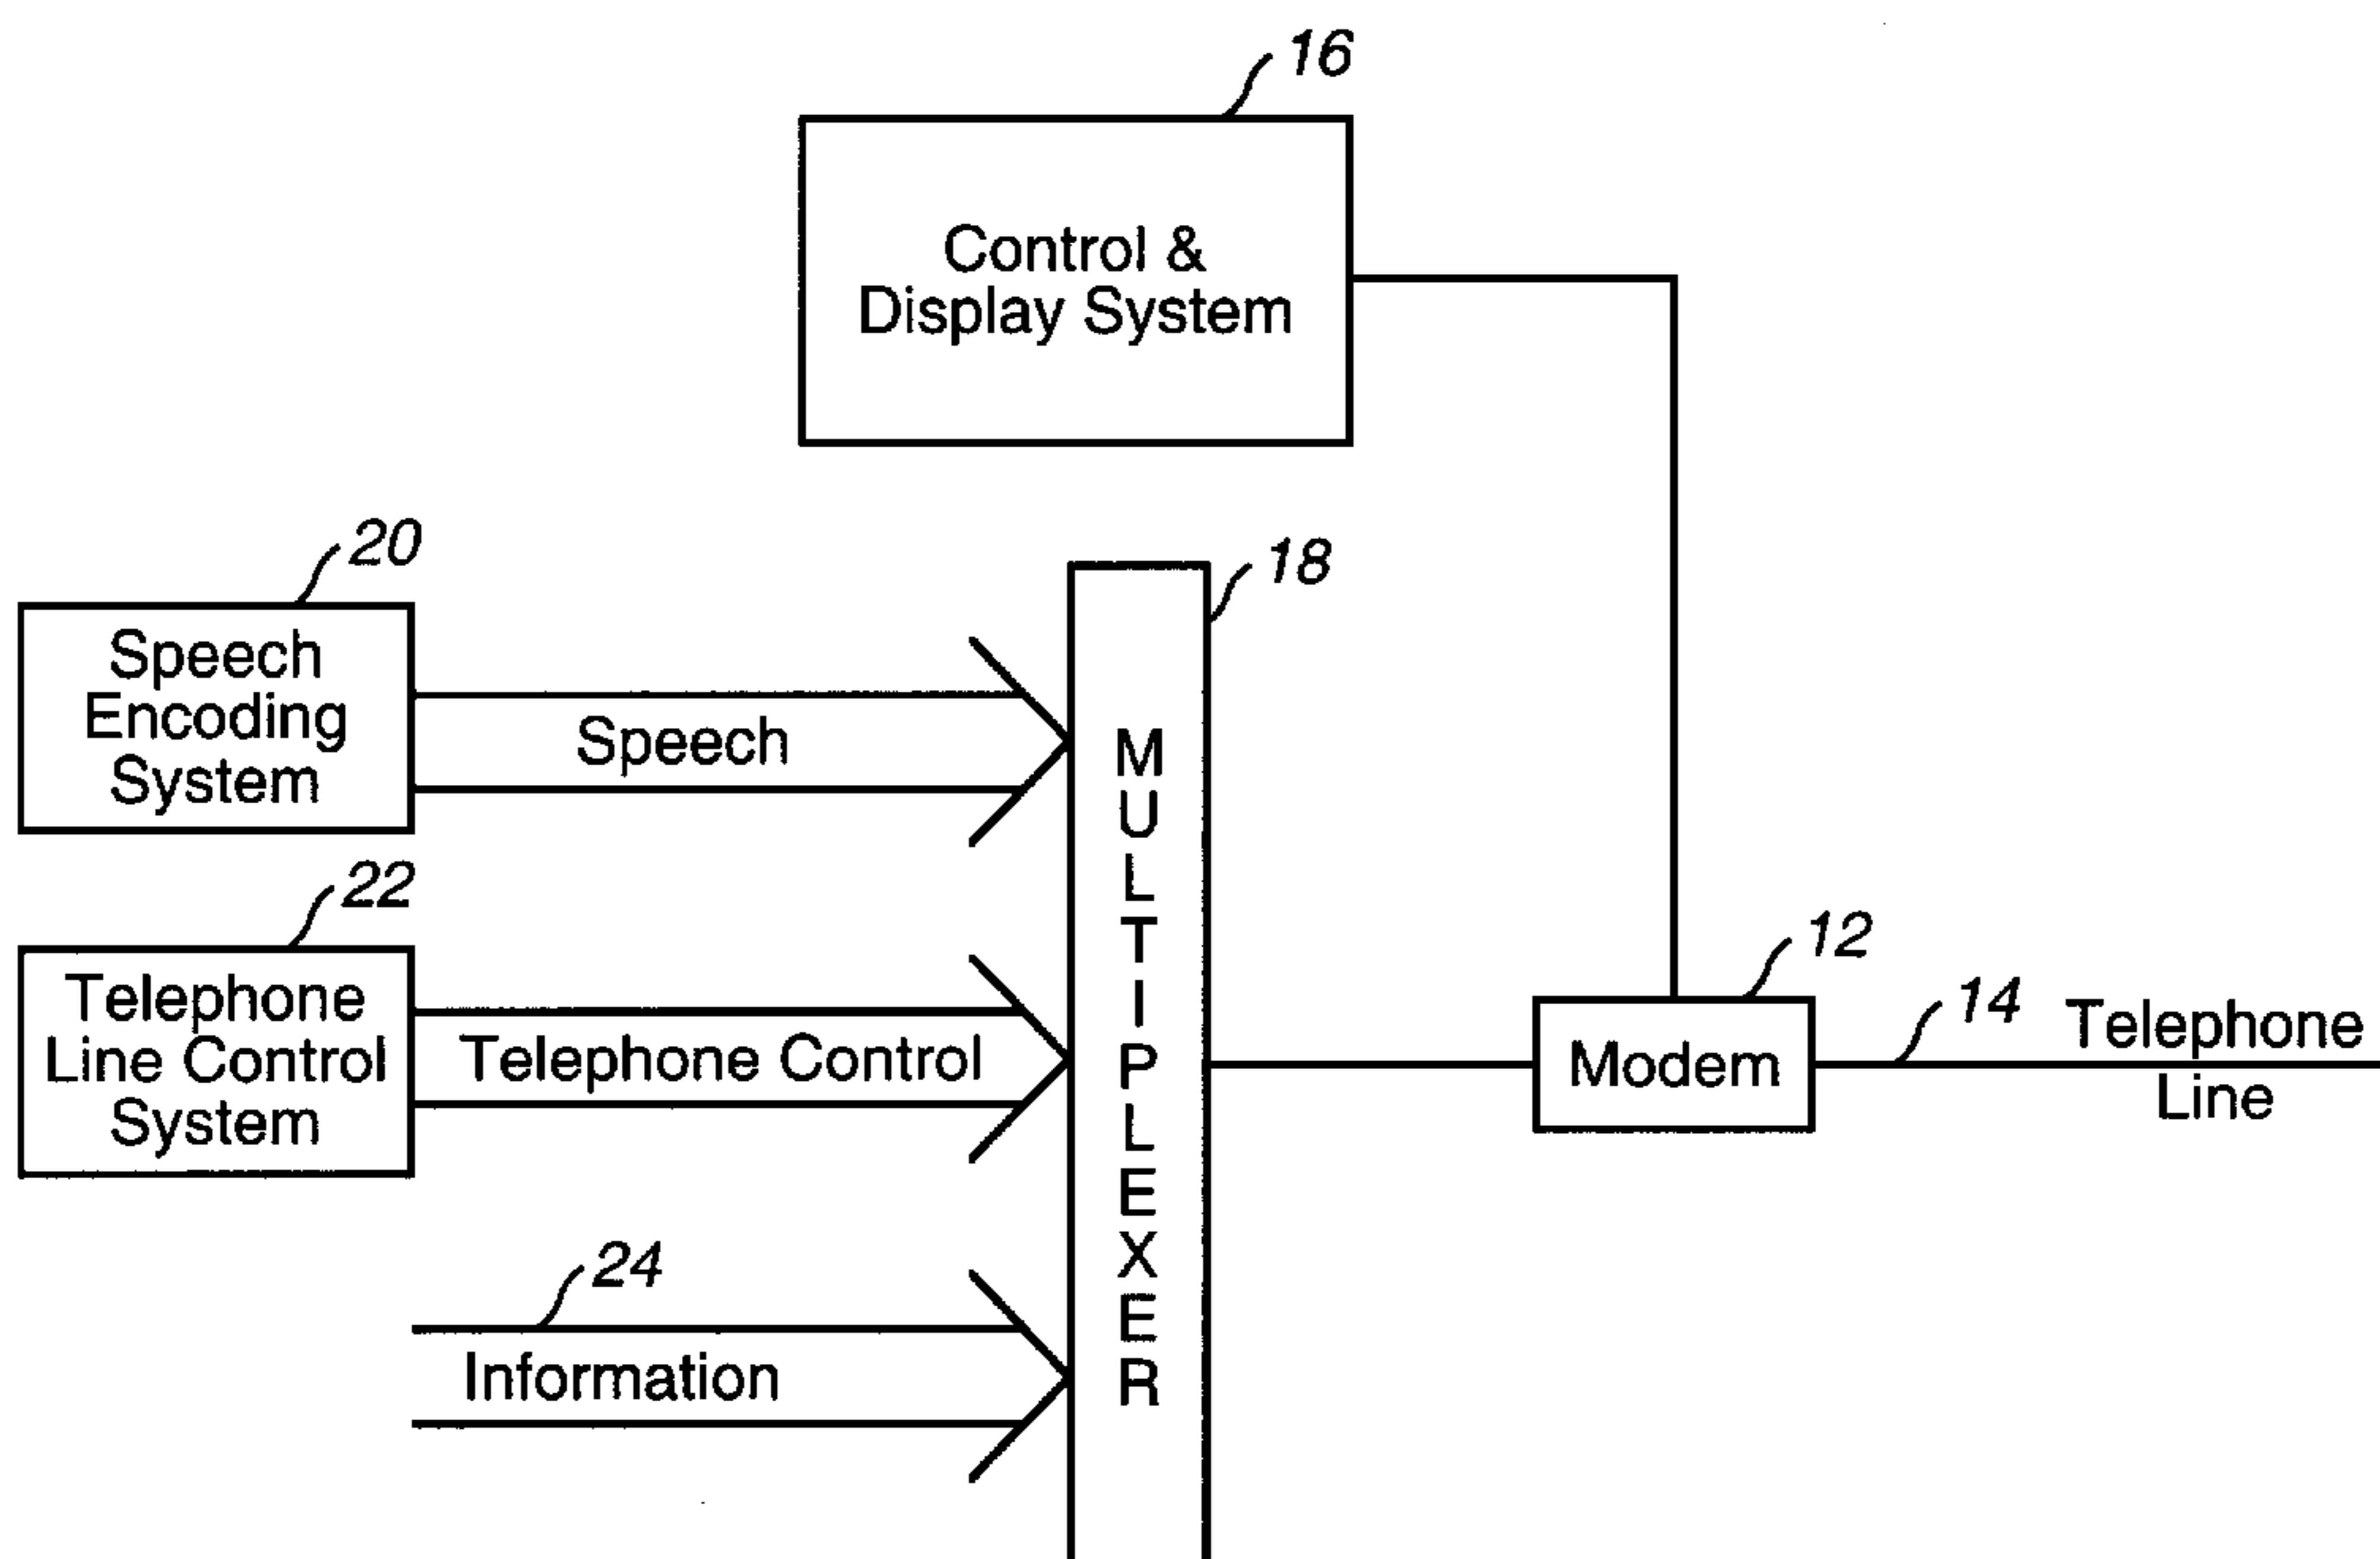 16
Control &
Display System
20
18
Speech
Encoding
System
Speech
22
Telephone
Line Control
System
Telephone Control
MULTIPLEXER
12
Modem
14
Telephone
Line
24
Information